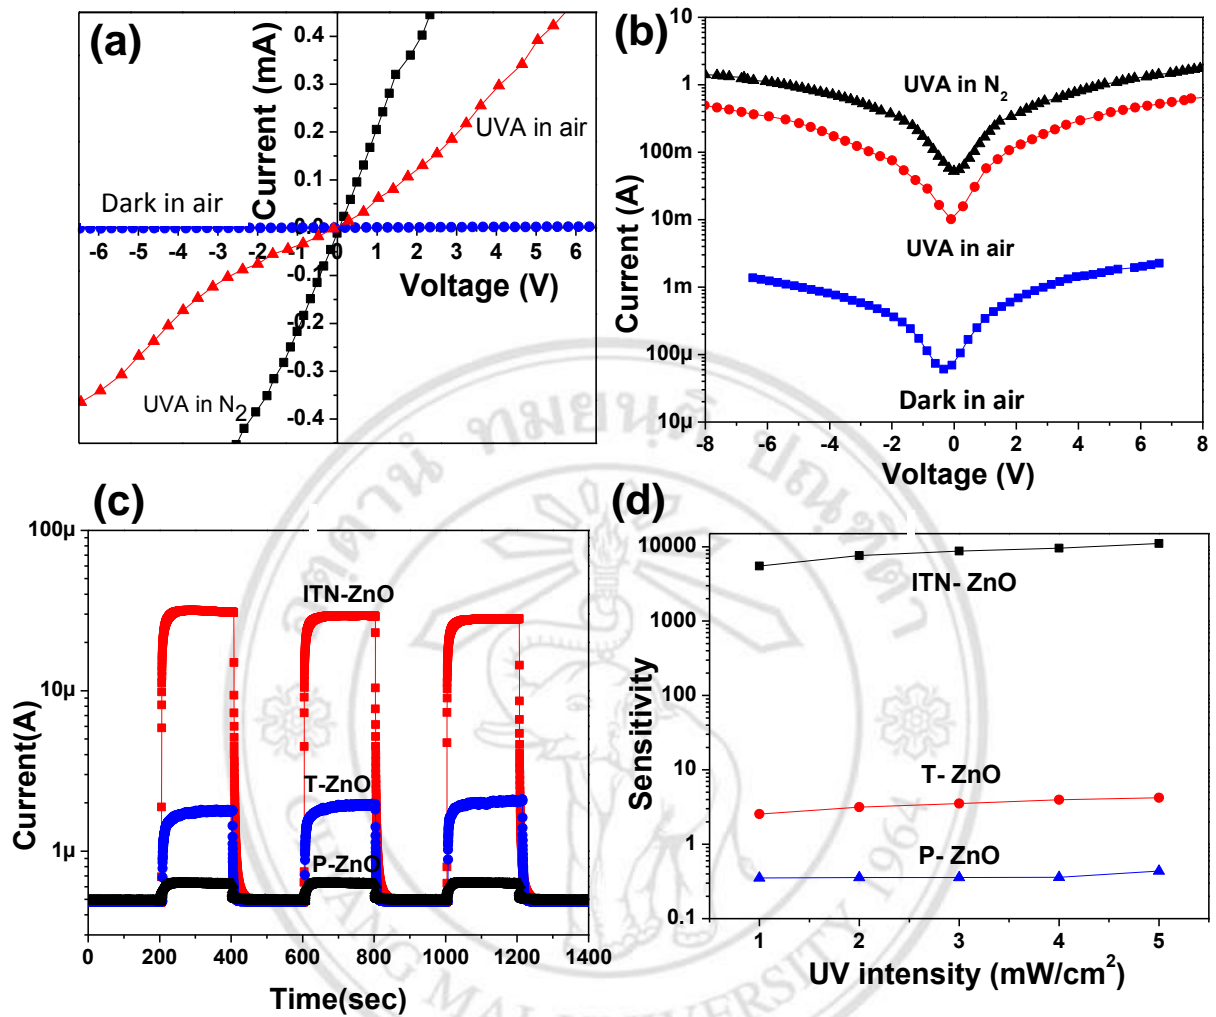 (a)
Current (mA)
0.4
0.3
0.2
0.1
0.0
-0.1
-0.2
-0.3
-0.4
UVA in air
Dark in air
UVA in N2
-6 -5 -4 -3 -2 -1 0 1 2 3 4 5 6
Voltage (V)
(b)
Current (A)
10
1
100m
10m
1m
100µ
10µ
UVA in N2
UVA in air
Dark in air
-8 -6 -4 -2 0 2 4 6 8
Voltage (V)
(c)
Current(A)
100µ
10µ
1µ
ITN-ZnO
T-ZnO
P-ZnO
0 200 400 600 800 1000 1200 1400
Time(sec)
(d)
Sensitivity
10000
1000
100
10
1
0.1
ITN- ZnO
T- ZnO
P- ZnO
1 2 3 4 5
UV intensity (mW/cm2)
CHIANG MAI UNIVERSITY 1964